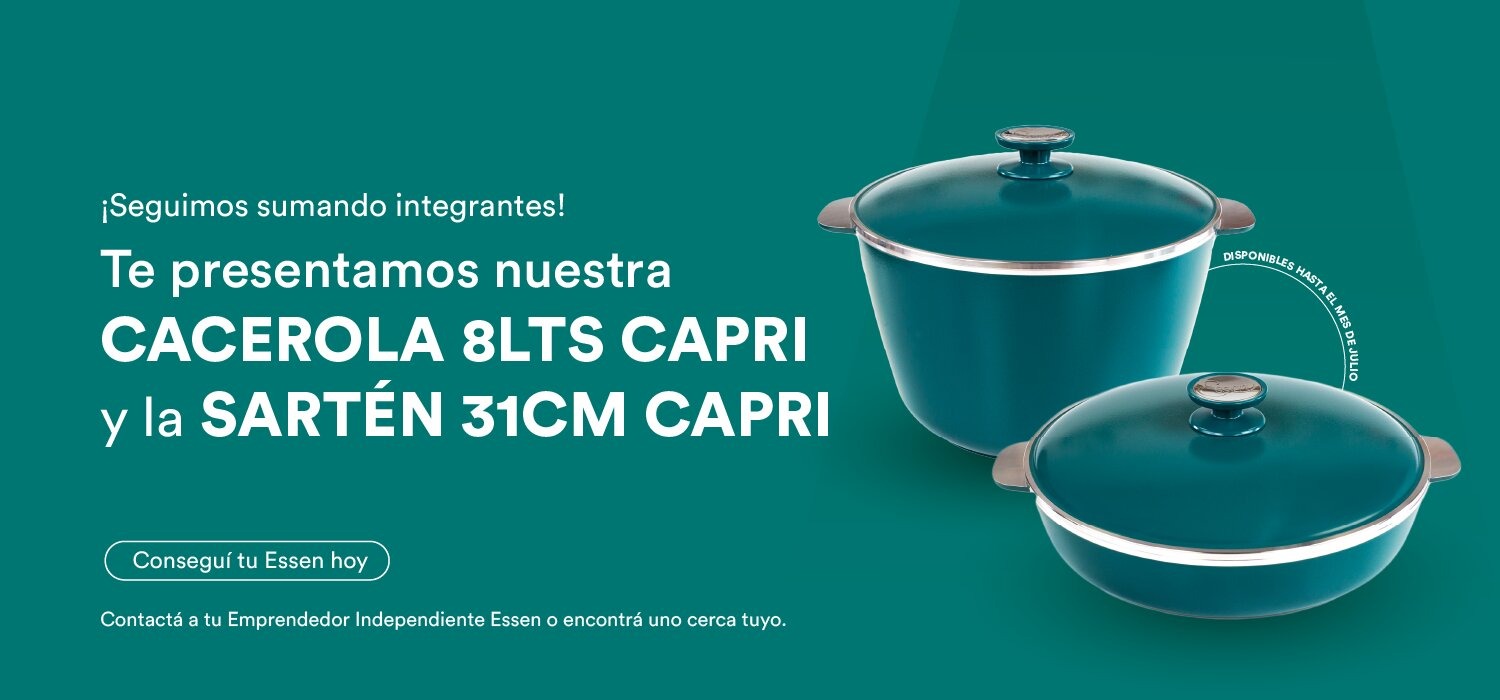 ¡Seguimos sumando integrantes!
Te presentamos nuestra
CACEROLA 8LTS CAPRI
y la SARTÉN 31CM CAPRI
DISPONIBLES HASTA EL MES DE JULIO
Conseguí tu Essen hoy
Contactá a tu Emprendedor Independiente Essen o encontrá uno cerca tuyo.